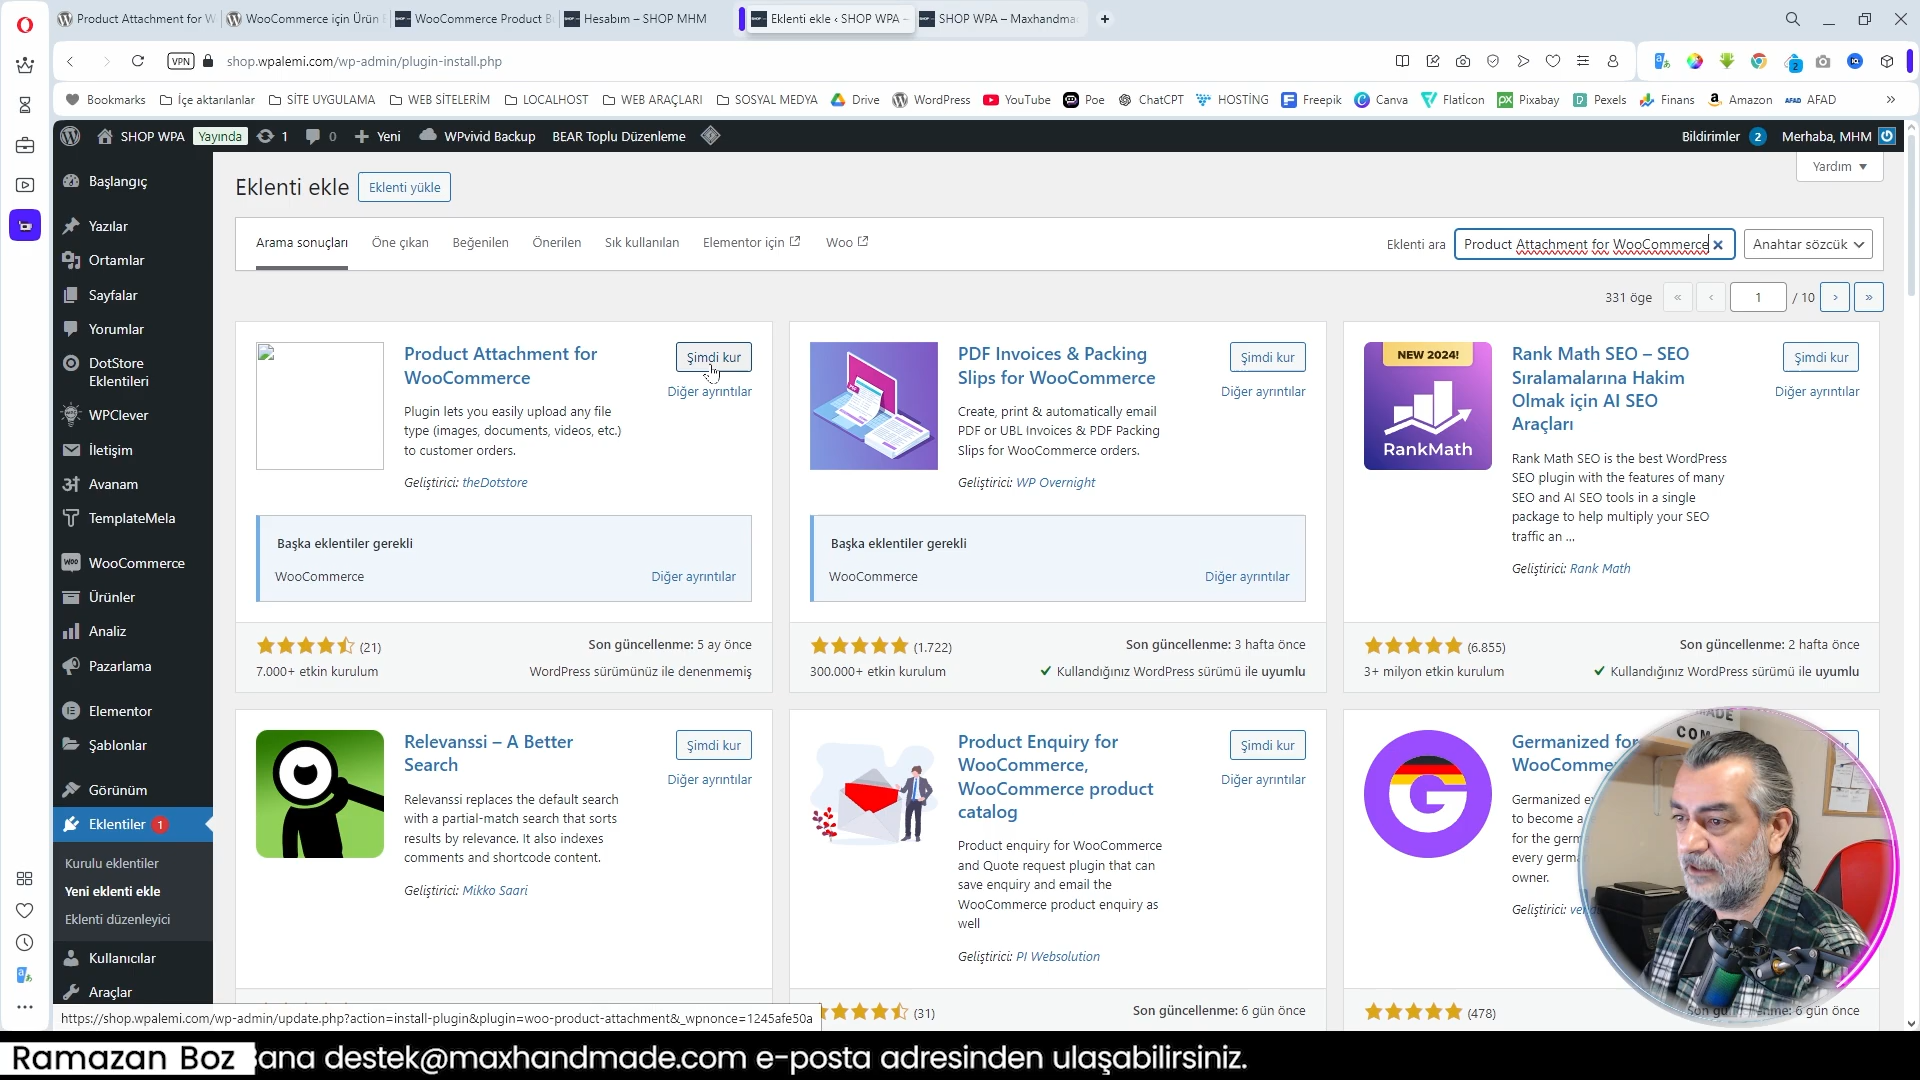 Product Attachment for W
WooCommerce için Ürün E
WooCommerce Product B
Hesabım – SHOP MHM
Eklenti ekle ‹ SHOP WPA –
SHOP WPA – Maxhandma
VPN
shop.wpalemi.com/wp-admin/plugin-install.php
2
Bookmarks
İçe aktarılanlar
SİTE UYGULAMA
WEB SİTELERİM
LOCALHOST
WEB ARAÇLARI
SOSYAL MEDYA
Drive
WordPress
YouTube
Poe
ChatGPT
HOSTİNG
Freepik
Canva
Flatİcon
Pixabay
Pexels
Finans
Amazon
AFAD
SHOP WPA
Yayında
1
0
Yeni
WPvivid Backup
BEAR Toplu Düzenleme
Bildirimler 2
Merhaba, MHM
Başlangıç
Yazılar
Ortamlar
Sayfalar
Yorumlar
DotStore
Eklentileri
WPClever
İletişim
Avanam
TemplateMela
WooCommerce
Ürünler
Analiz
Pazarlama
Elementor
Şablonlar
Görünüm
Eklentiler 1
Kurulu eklentiler
Yeni eklenti ekle
Eklenti düzenleyici
Kullanıcılar
Araçlar
Yardım
Eklenti ekle
Eklenti yükle
Arama sonuçları
Öne çıkan
Beğenilen
Önerilen
Sık kullanılan
Elementor için
Woo
Eklenti ara
Product Attachment for WooCommerce
Anahtar sözcük
331 öge
«
‹
1
/ 10
›
»
Product Attachment for
WooCommerce
Şimdi kur
Diğer ayrıntılar
Plugin lets you easily upload any file
type (images, documents, videos, etc.)
to customer orders.
Geliştirici: theDotstore
Başka eklentiler gerekli
WooCommerce
Diğer ayrıntılar
(21)
Son güncellenme: 5 ay önce
7.000+ etkin kurulum
WordPress sürümünüz ile denenmemiş
PDF Invoices & Packing
Slips for WooCommerce
Şimdi kur
Diğer ayrıntılar
Create, print & automatically email
PDF or UBL Invoices & PDF Packing
Slips for WooCommerce orders.
Geliştirici: WP Overnight
Başka eklentiler gerekli
WooCommerce
Diğer ayrıntılar
(1.722)
Son güncellenme: 3 hafta önce
300.000+ etkin kurulum
Kullandığınız WordPress sürümü ile uyumlu
NEW 2024!
RankMath
Rank Math SEO – SEO
Sıralamalarına Hakim
Olmak için AI SEO
Araçları
Şimdi kur
Diğer ayrıntılar
Rank Math SEO is the best WordPress
SEO plugin with the features of many
SEO and AI SEO tools in a single
package to help multiply your SEO
traffic an ...
Geliştirici: Rank Math
(6.855)
Son güncellenme: 2 hafta önce
3+ milyon etkin kurulum
Kullandığınız WordPress sürümü ile uyumlu
Relevanssi – A Better
Search
Şimdi kur
Diğer ayrıntılar
Relevanssi replaces the default search
with a partial-match search that sorts
results by relevance. It also indexes
comments and shortcode content.
Geliştirici: Mikko Saari
Product Enquiry for
WooCommerce,
WooCommerce product
catalog
Şimdi kur
Diğer ayrıntılar
Product enquiry for WooCommerce
and Quote request plugin that can
save enquiry and email the
WooCommerce product enquiry as
well
Geliştirici: PI Websolution
(31)
Son güncellenme: 6 gün önce
G
Germanized for
WooComme
Germanized e
to become a
for the germ
every germa
owner.
Geliştirici:
(478)
6 gün önce
https://shop.wpalemi.com/wp-admin/update.php?action=install-plugin&plugin=woo-product-attachment&_wpnonce=1245afe50a
Ramazan Boz
ana destek@maxhandmade.com e-posta adresinden ulaşabilirsiniz.